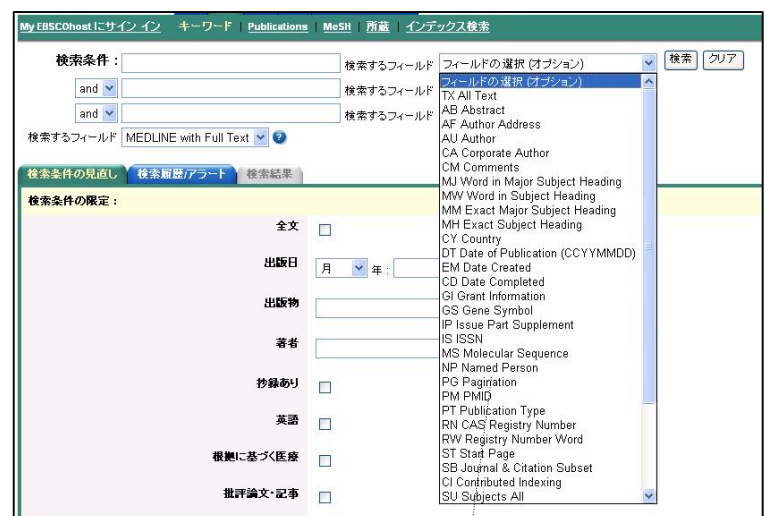 My EBSCOhost にサイン イン キーワード | Publications | MeSH | 所蔵 | インデックス検索
検索条件： 検索するフィールド フィールドの選択 (オプション) 検索 クリア
and 検索するフィールド
and 検索するフィールド
検索するフィールド MEDLINE with Full Text
フィールドの選択 (オプション)
TX All Text
AB Abstract
AF Author Address
AU Author
CA Corporate Author
CM Comments
MJ Word in Major Subject Heading
MW Word in Subject Heading
MM Exact Major Subject Heading
MH Exact Subject Heading
CY Country
DT Date of Publication (CCYYMMDD)
EM Date Created
CD Date Completed
GI Grant Information
GS Gene Symbol
IP Issue Part Supplement
IS ISSN
MS Molecular Sequence
NP Named Person
PG Pagination
PM PMID
PT Publication Type
RN CAS Registry Number
RW Registry Number Word
ST Start Page
SB Journal & Citation Subset
CI Contributed Indexing
SU Subjects All
検索条件の見直し 検索履歴/アラート 検索結果
検索条件の限定：
全文
出版日 月 年：
出版物
著者
抄録あり
英語
根拠に基づく医療
批評論文・記事